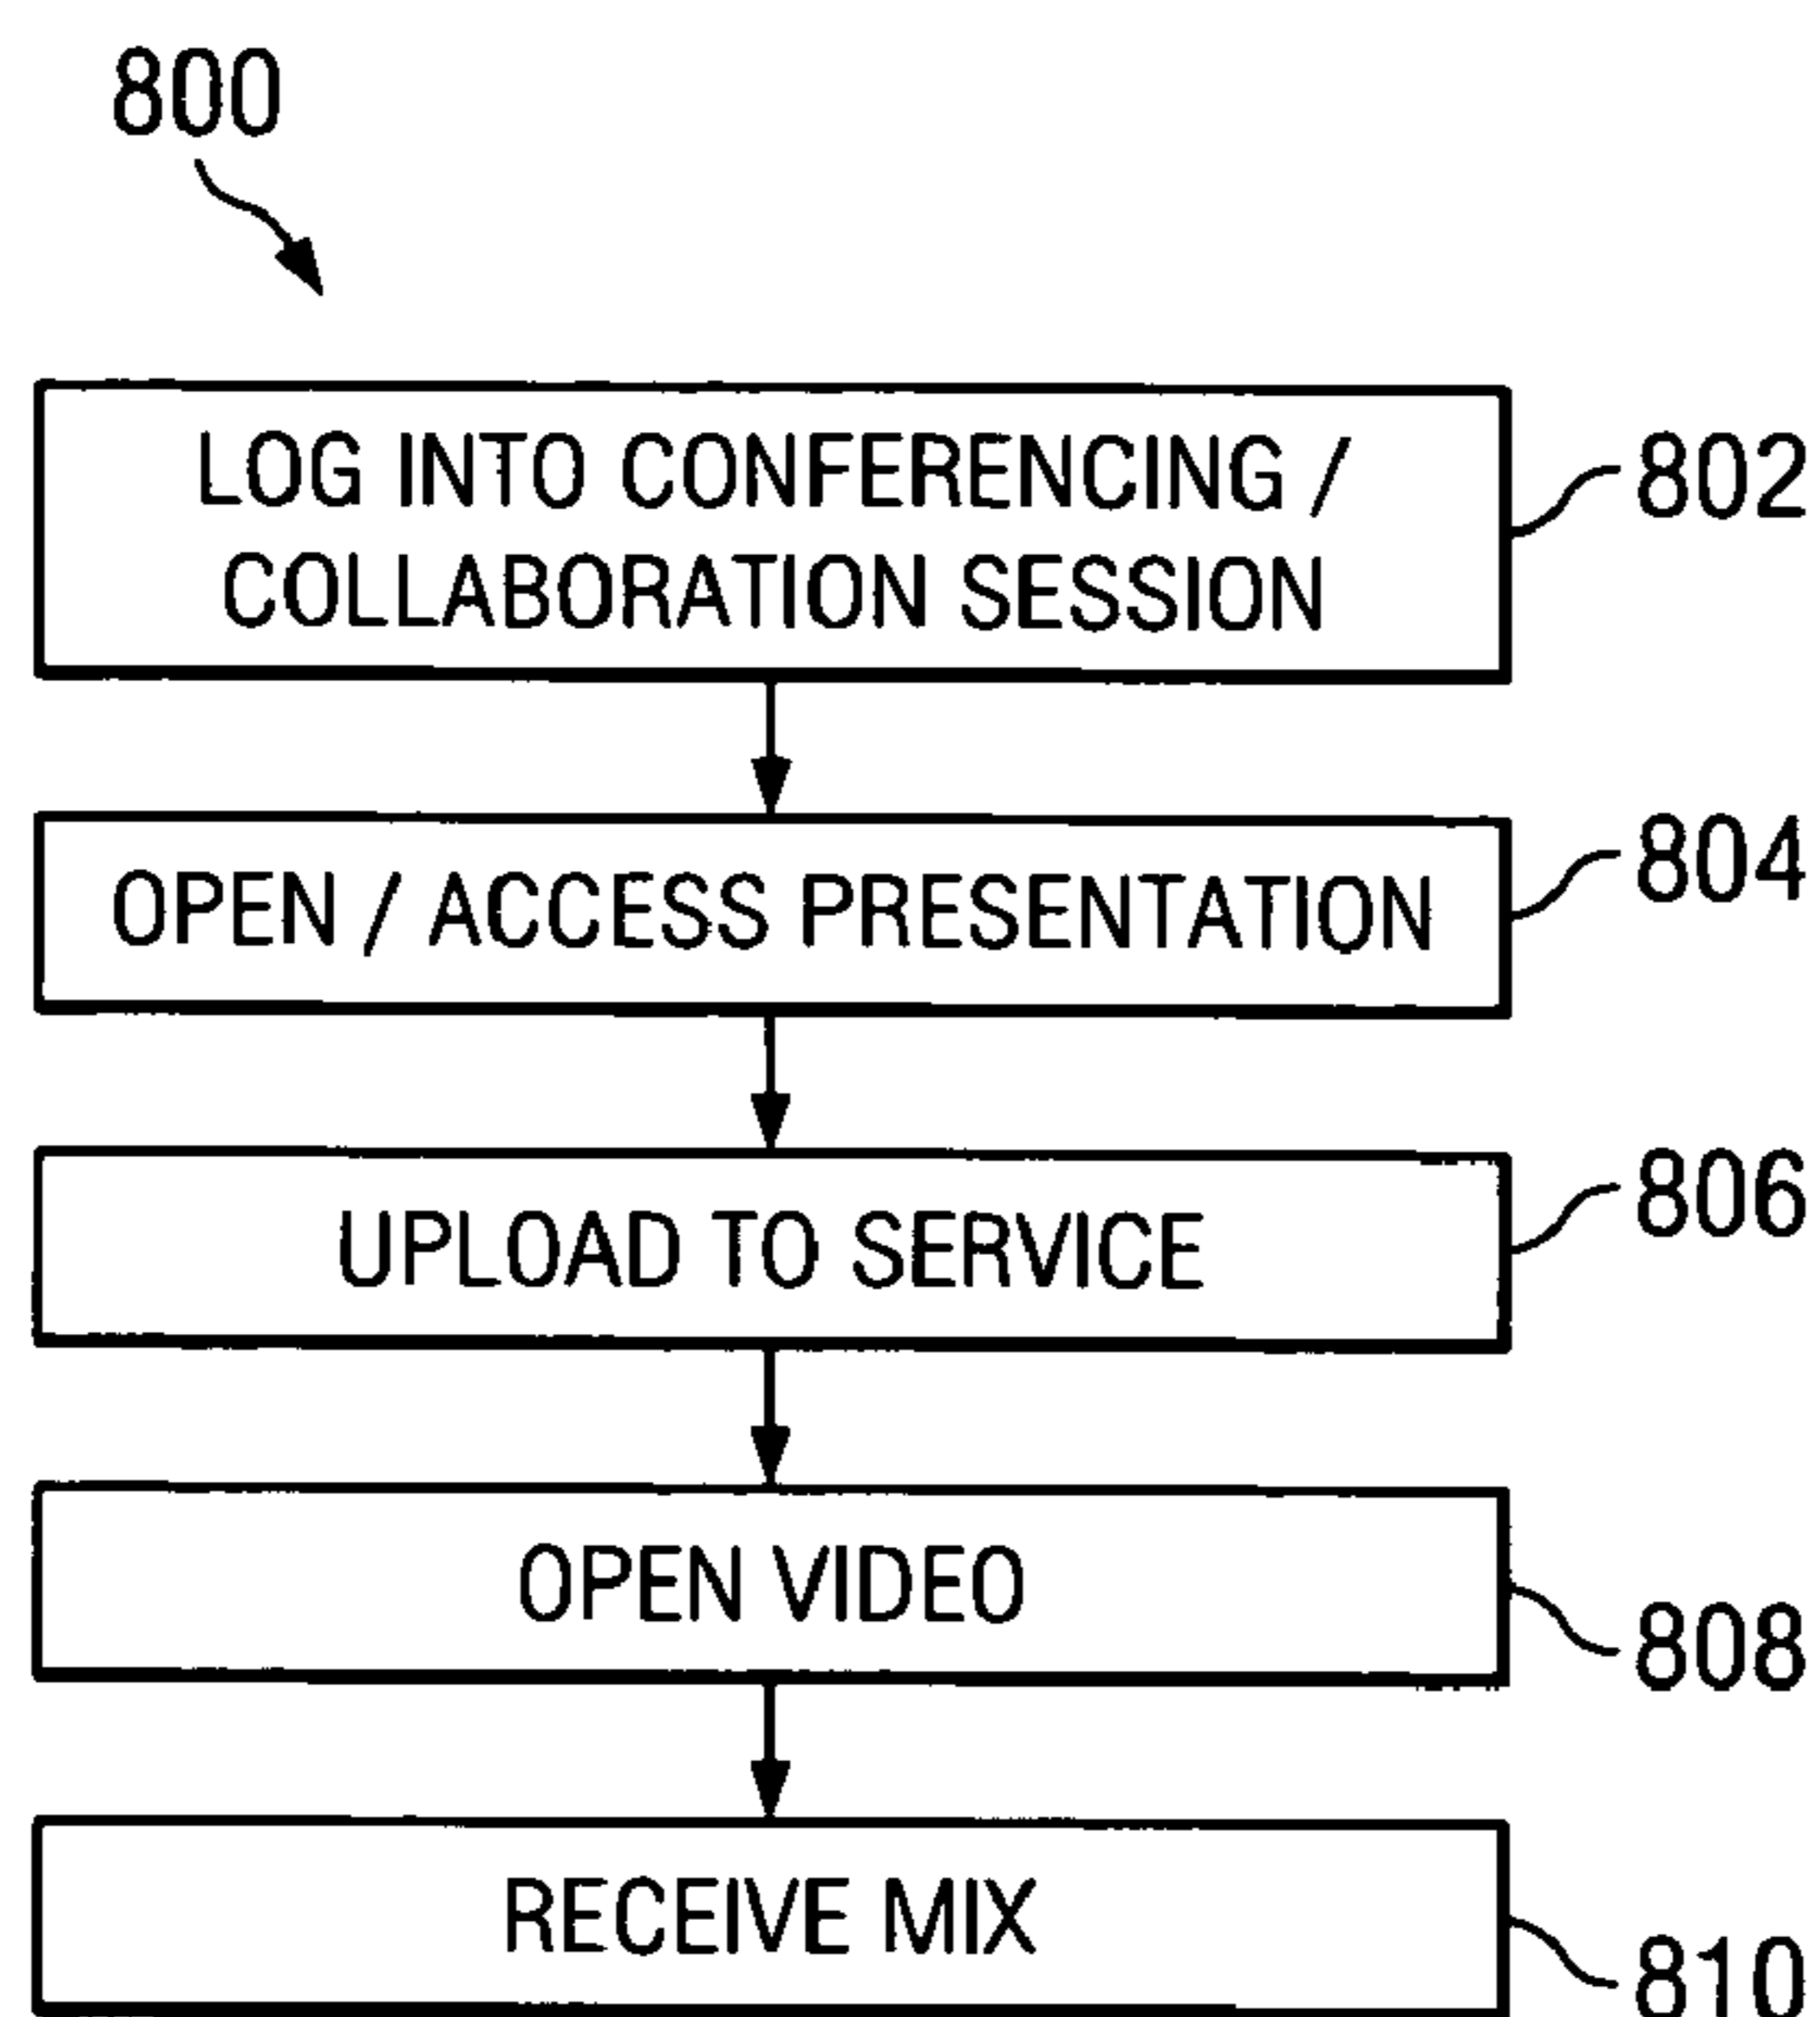 800
LOG INTO CONFERENCING /
COLLABORATION SESSION
802
OPEN / ACCESS PRESENTATION
804
UPLOAD TO SERVICE
806
OPEN VIDEO
808
RECEIVE MIX
810